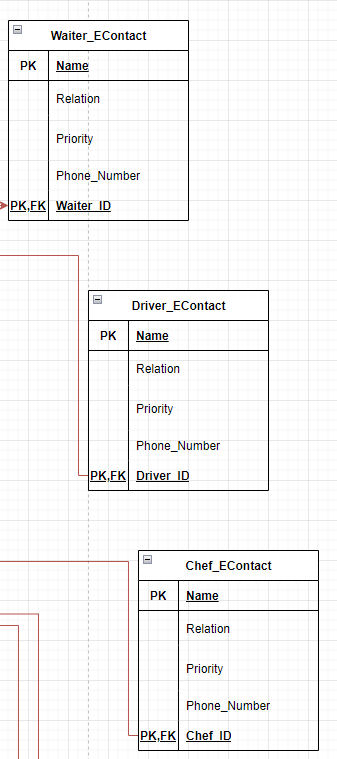 Waiter_EContact
PK Name
Relation
Priority
Phone_Number
PK,FK Waiter_ID
Driver_EContact
PK Name
Relation
Priority
Phone_Number
PK,FK Driver_ID
Chef_EContact
PK Name
Relation
Priority
Phone_Number
PK,FK Chef_ID